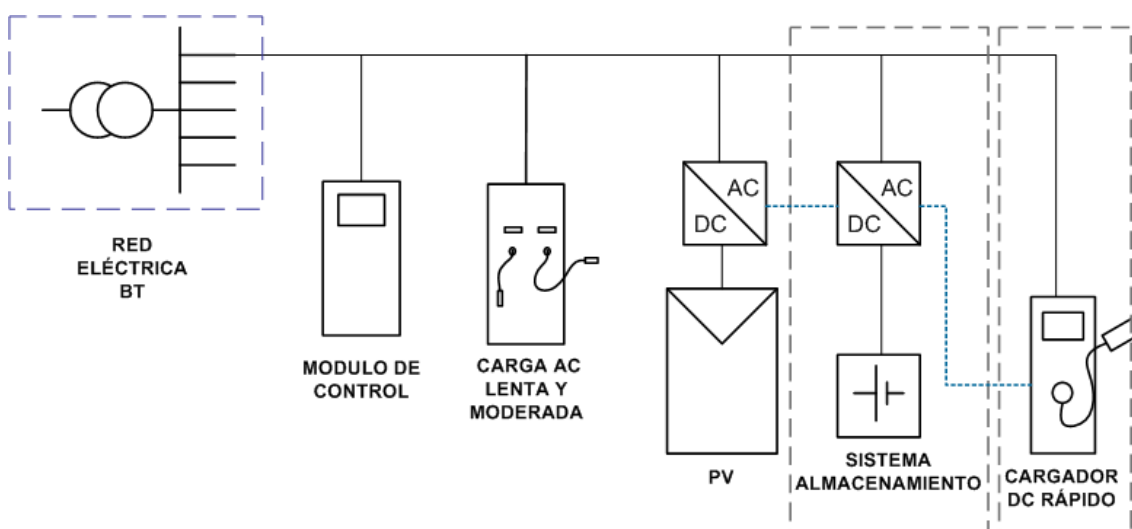 AC
DC
AC
DC
RED
ELÉCTRICA
BT
MODULO DE
CONTROL
CARGA AC
LENTA Y
MODERADA
PV
SISTEMA
ALMACENAMIENTO
CARGADOR
DC RÁPIDO